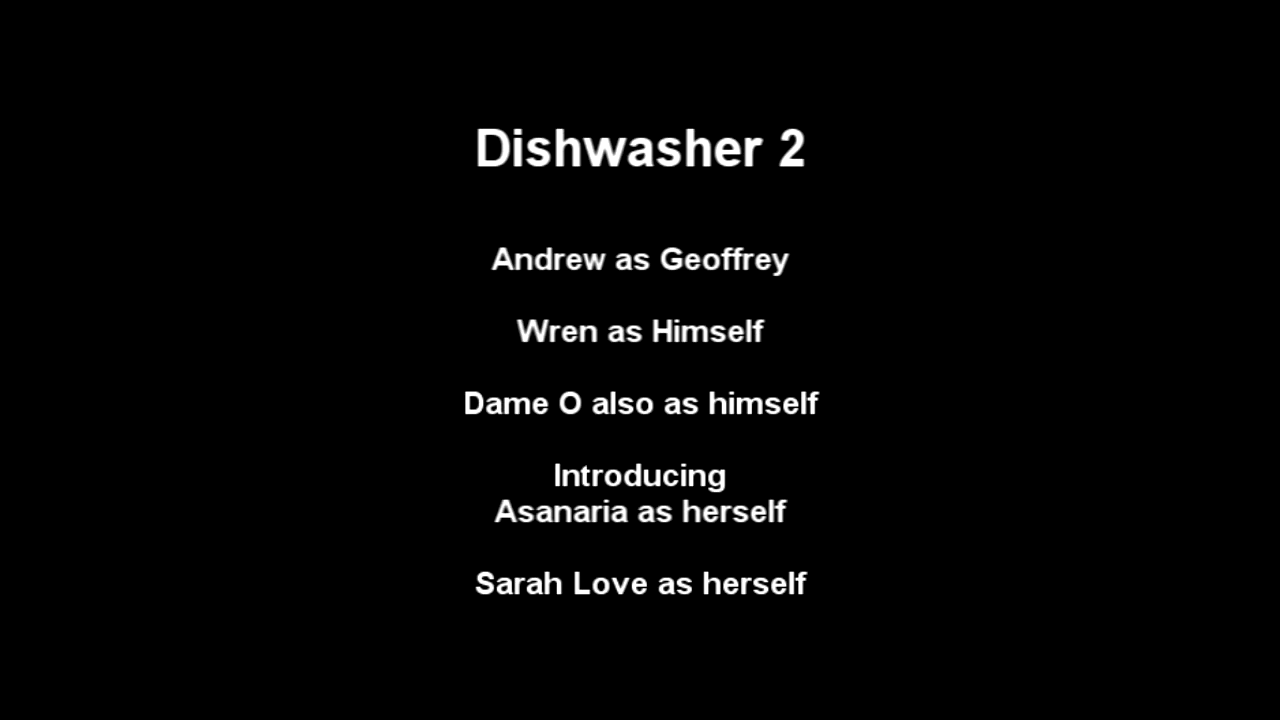 Dishwasher 2
Andrew as Geoffrey
Wren as Himself
Dame O also as himself
Introducing
Asanaria as herself
Sarah Love as herself